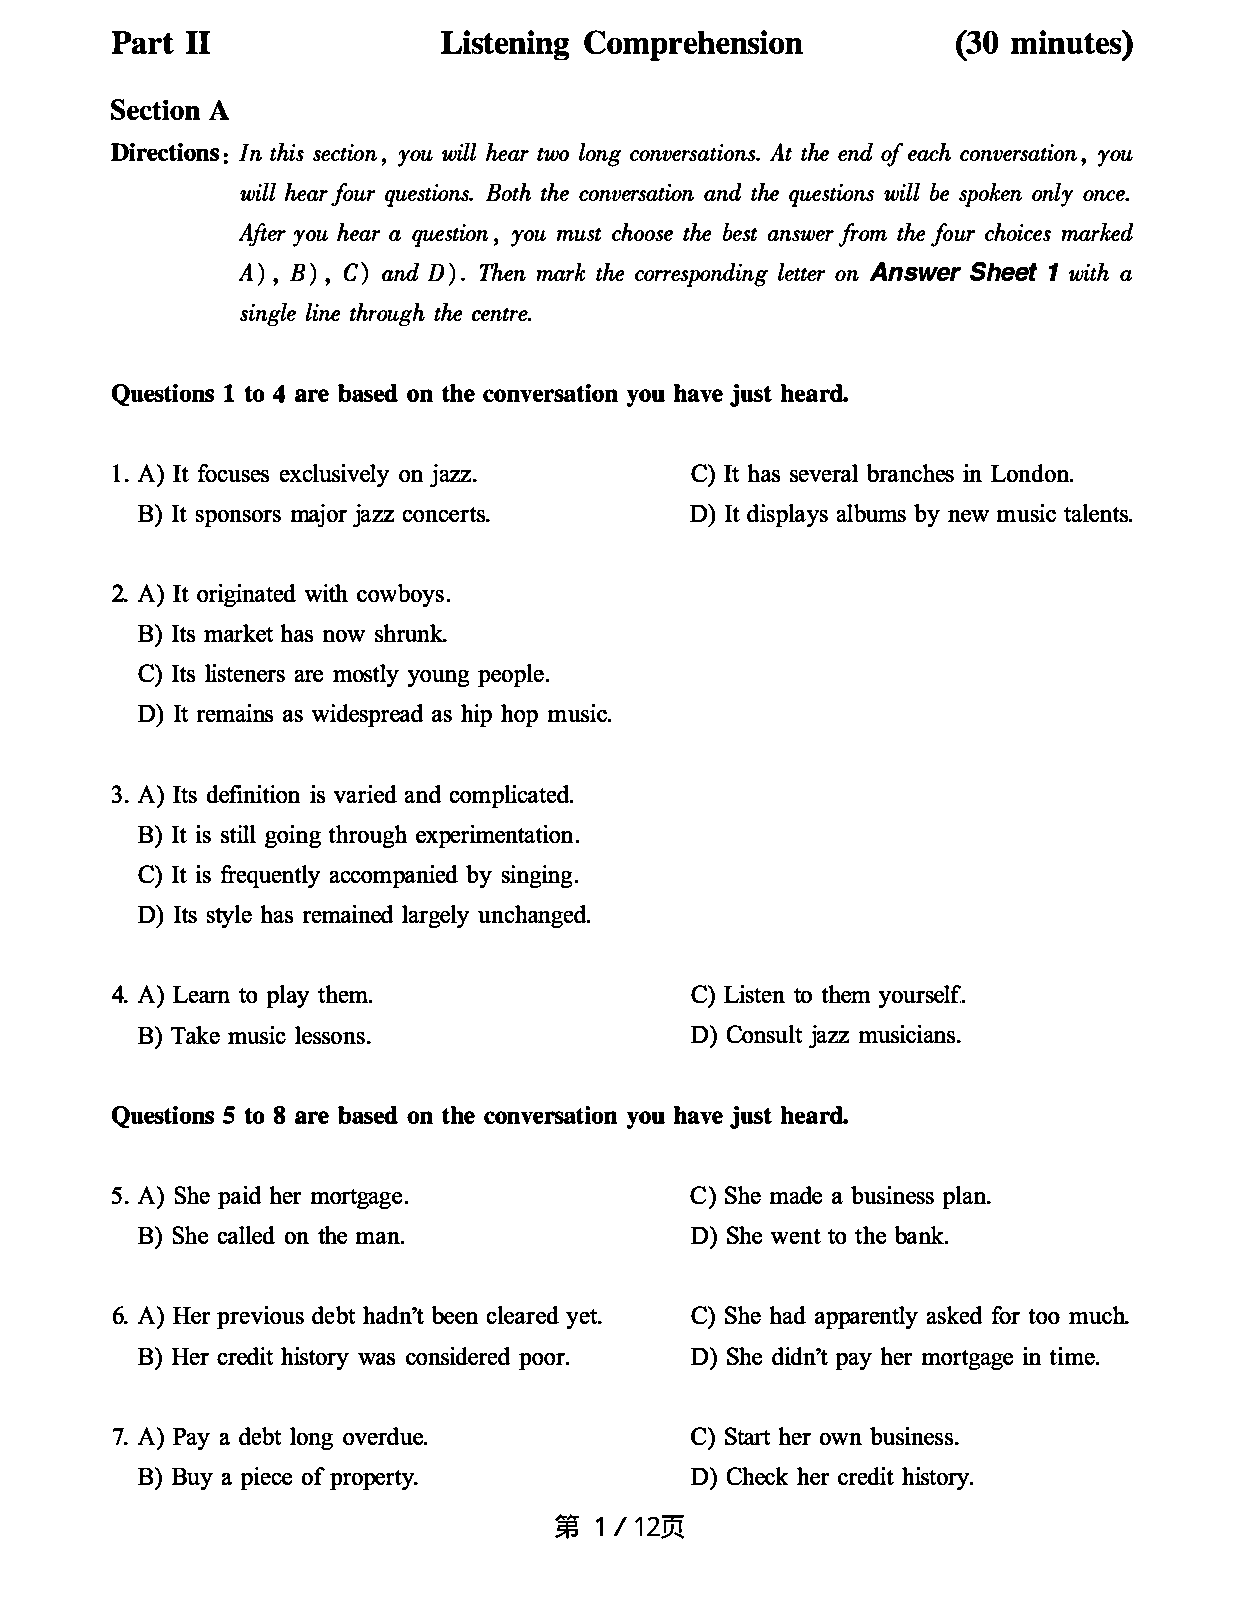 Part II Listening Comprehension (30 minutes)
Section A
Directions: In this section, you will hear two long conversations. At the end of each conversation, you
will hear four questions. Both the conversation and the questions will be spoken only once.
After you hear a question, you must choose the best answer from the four choices marked
A), B), C) and D). Then mark the corresponding letter on Answer Sheet 1 with a
single line through the centre.
Questions 1 to 4 are based on the conversation you have just heard.
1. A) It focuses exclusively on jazz. C) It has several branches in London.
B) It sponsors major jazz concerts. D) It displays albums by new music talents.
2. A) It originated with cowboys.
B) Its market has now shrunk.
C) Its listeners are mostly young people.
D) It remains as widespread as hip hop music.
3. A) Its definition is varied and complicated.
B) It is still going through experimentation.
C) It is frequently accompanied by singing.
D) Its style has remained largely unchanged.
4. A) Learn to play them. C) Listen to them yourself.
B) Take music lessons. D) Consult jazz musicians.
Questions 5 to 8 are based on the conversation you have just heard.
5. A) She paid her mortgage. C) She made a business plan.
B) She called on the man. D) She went to the bank.
6. A) Her previous debt hadn't been cleared yet. C) She had apparently asked for too much.
B) Her credit history was considered poor. D) She didn't pay her mortgage in time.
7. A) Pay a debt long overdue. C) Start her own business.
B) Buy a piece of property. D) Check her credit history.
第 1 / 12页